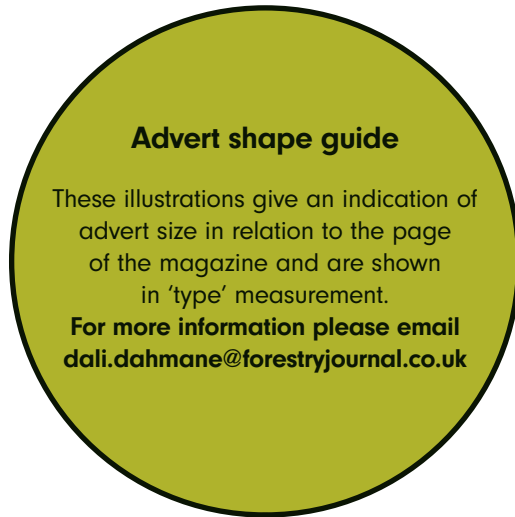 Advert shape guide
These illustrations give an indication of
advert size in relation to the page
of the magazine and are shown
in ‘type’ measurement.
For more information please email
dali.dahmane@forestryjournal.co.uk